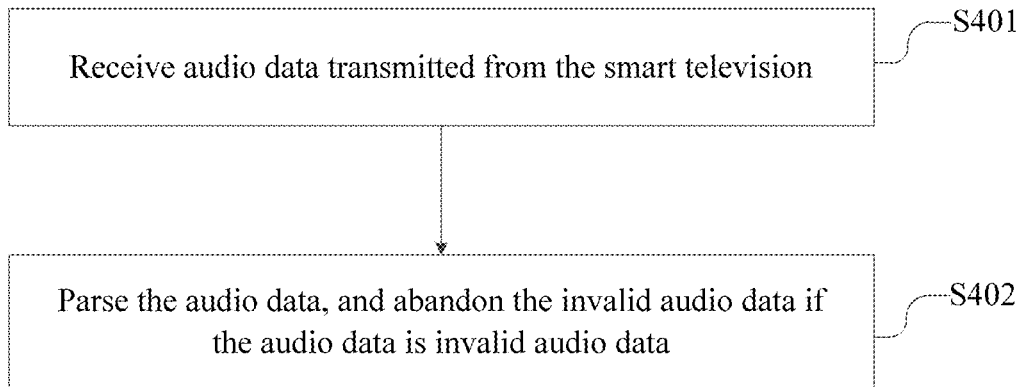 S401
Receive audio data transmitted from the smart television
S402
Parse the audio data, and abandon the invalid audio data if
the audio data is invalid audio data